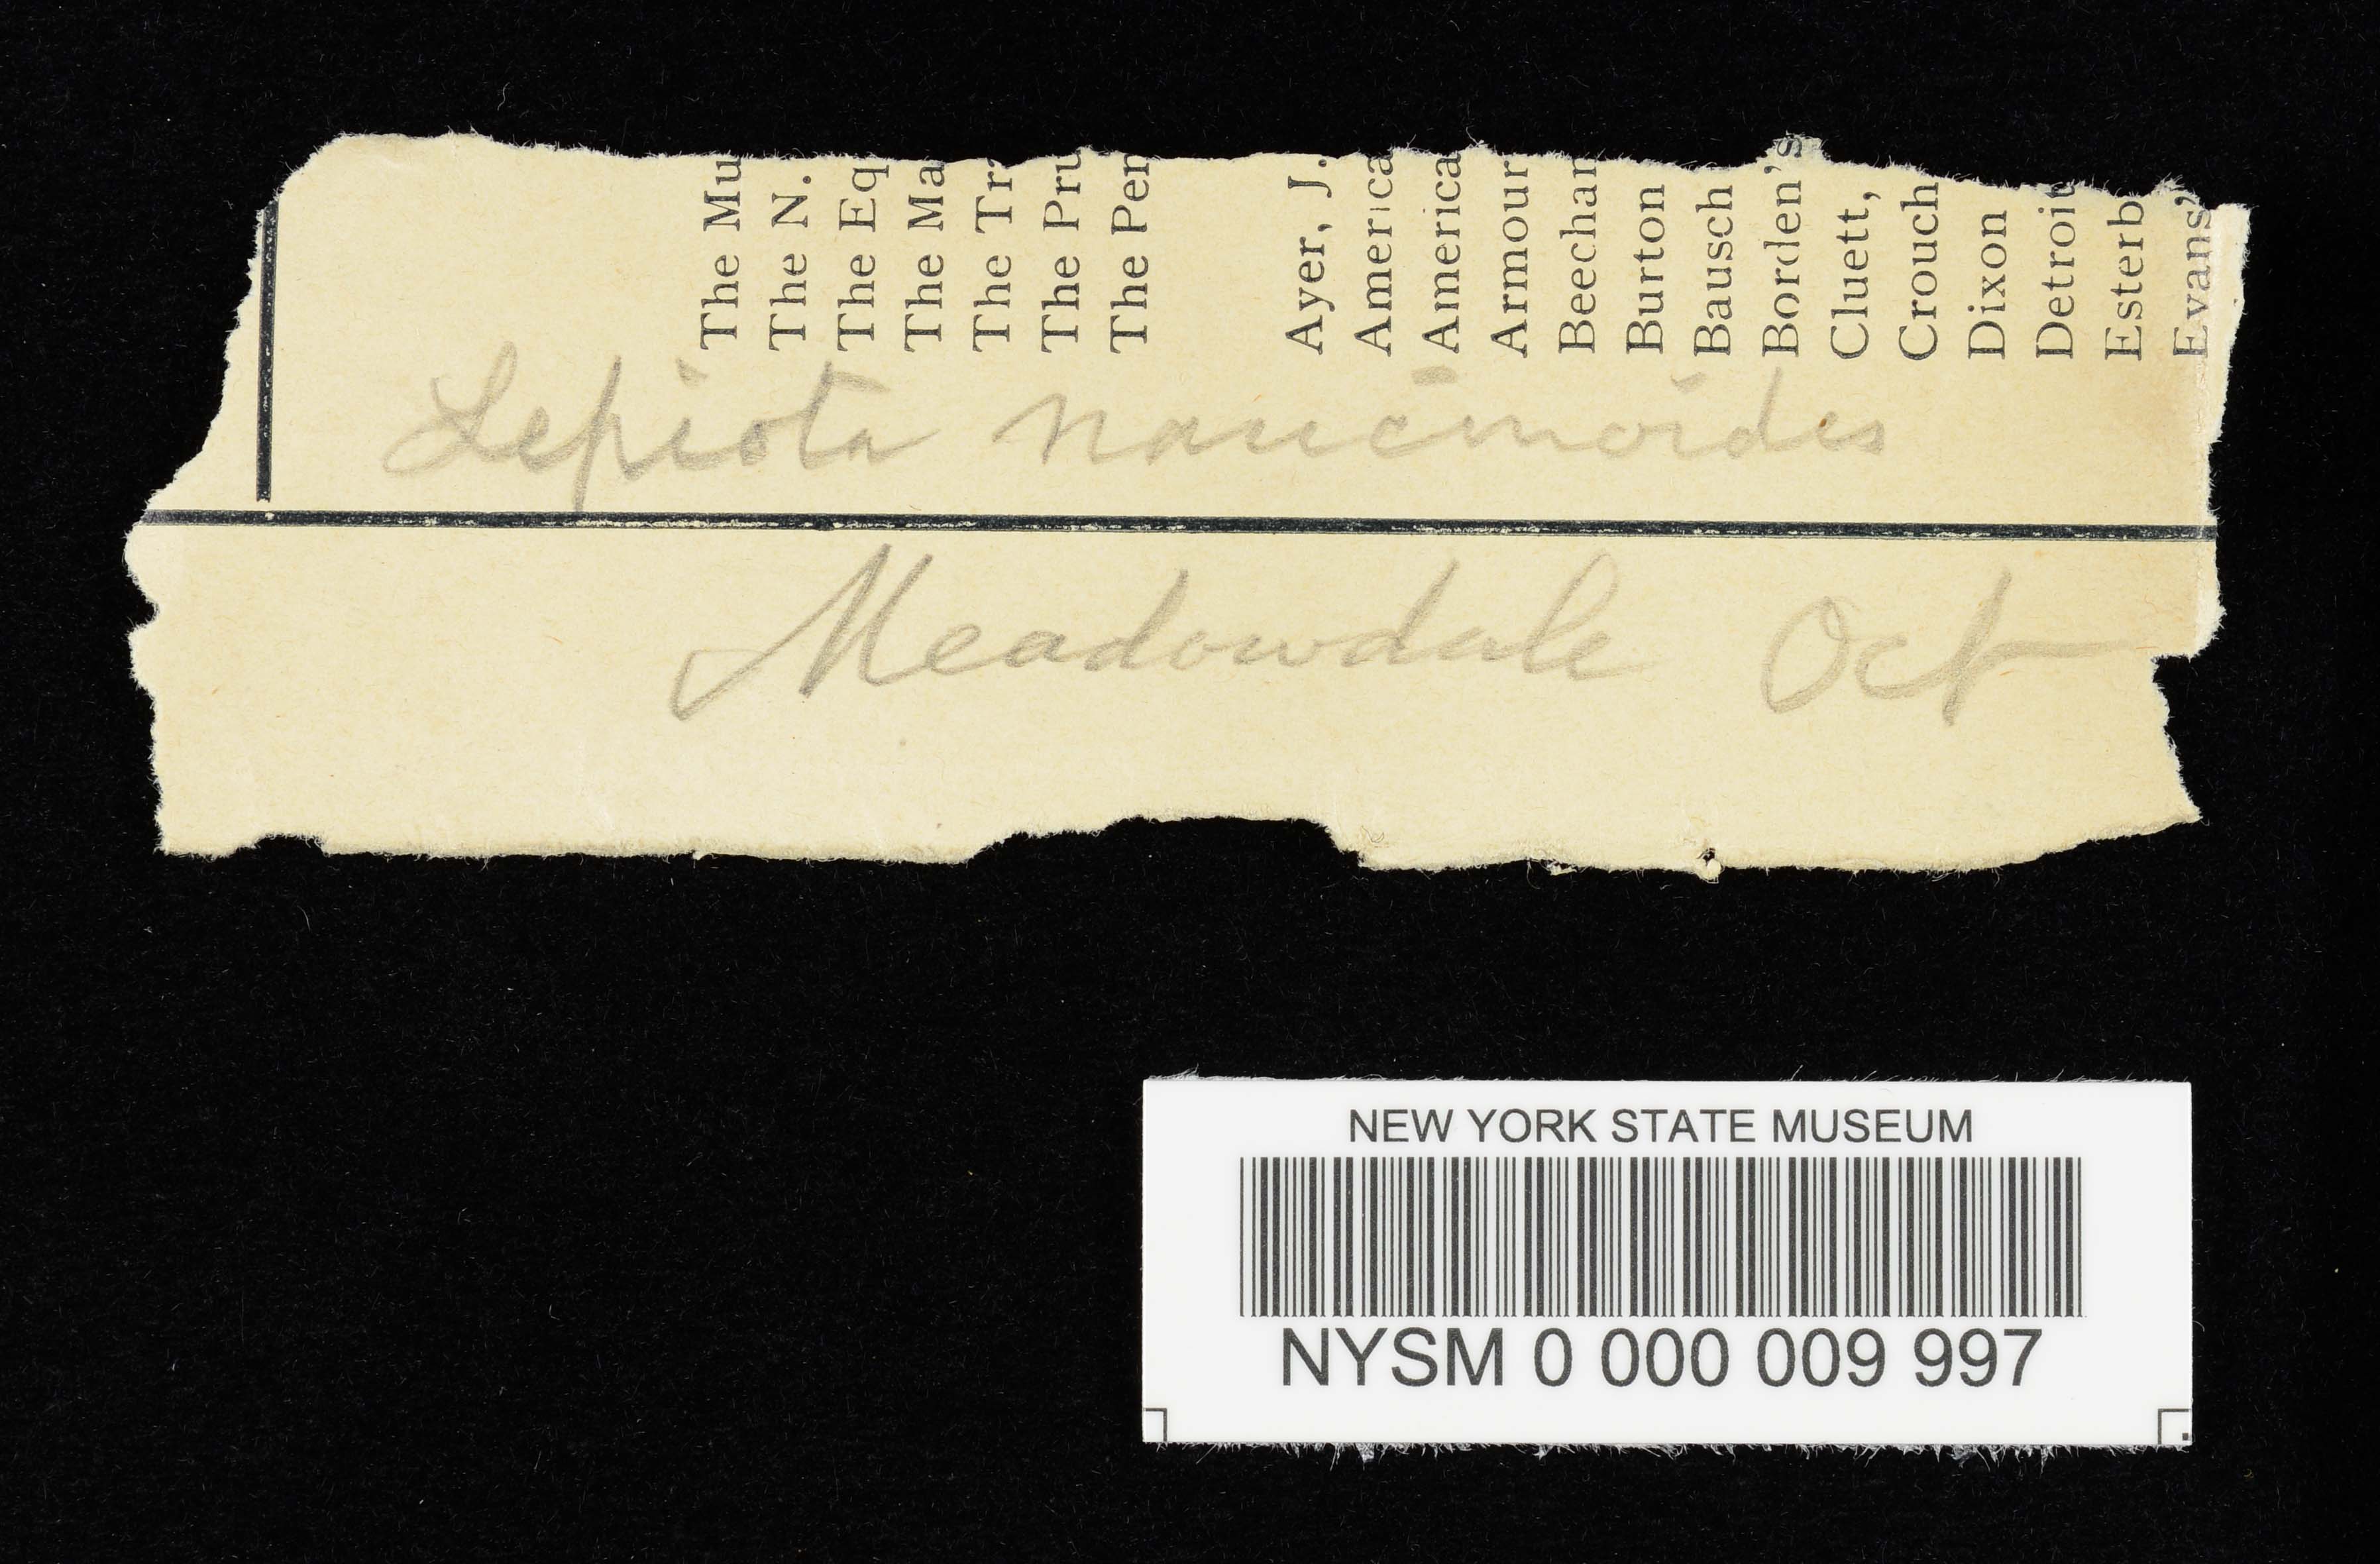 The Mu
The N.
The Eq
The Ma
The Tr
The Pru
The Pen
Ayer, J.
America
America
Armour
Beechan
Burton
Bausch
Borden's
Cluett,
Crouch
Dixon
Detroit
Esterb
Evans'
Lepiota naucinoides
Meadowdale Oct
NEW YORK STATE MUSEUM
NYSM 0 000 009 997